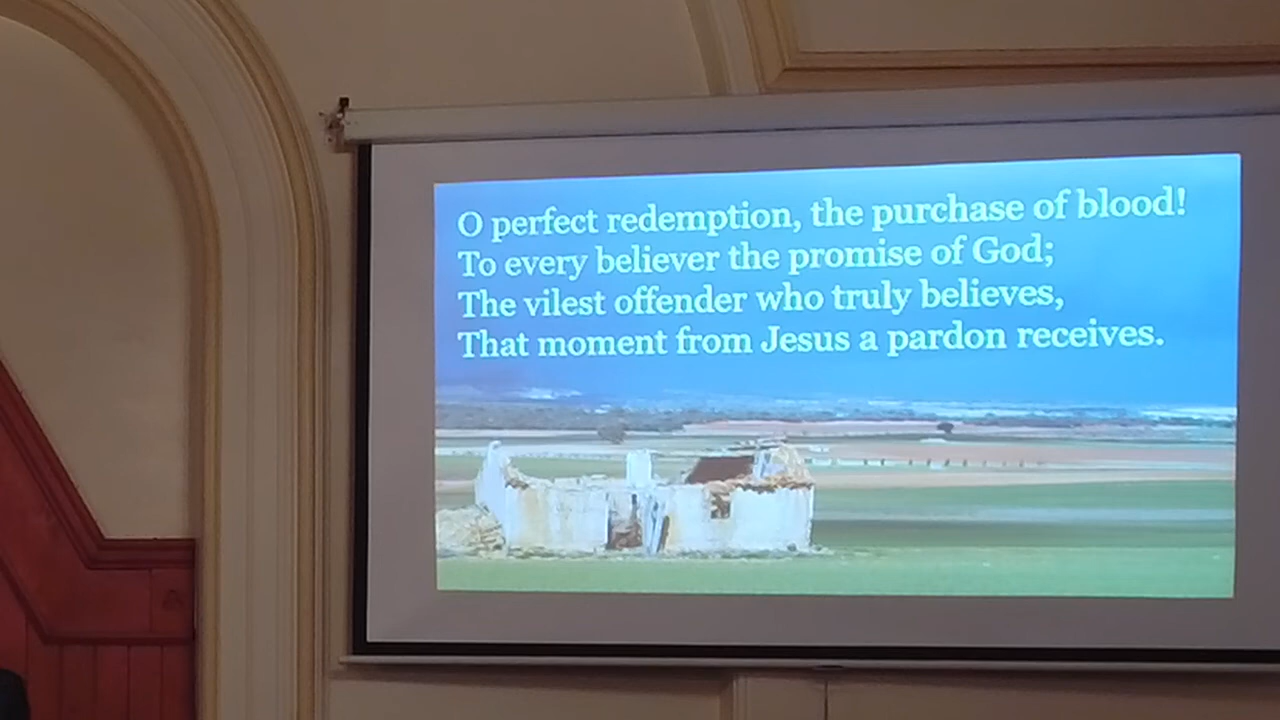 O perfect redemption, the purchase of blood!
To every believer the promise of God;
The vilest offender who truly believes,
That moment from Jesus a pardon receives.